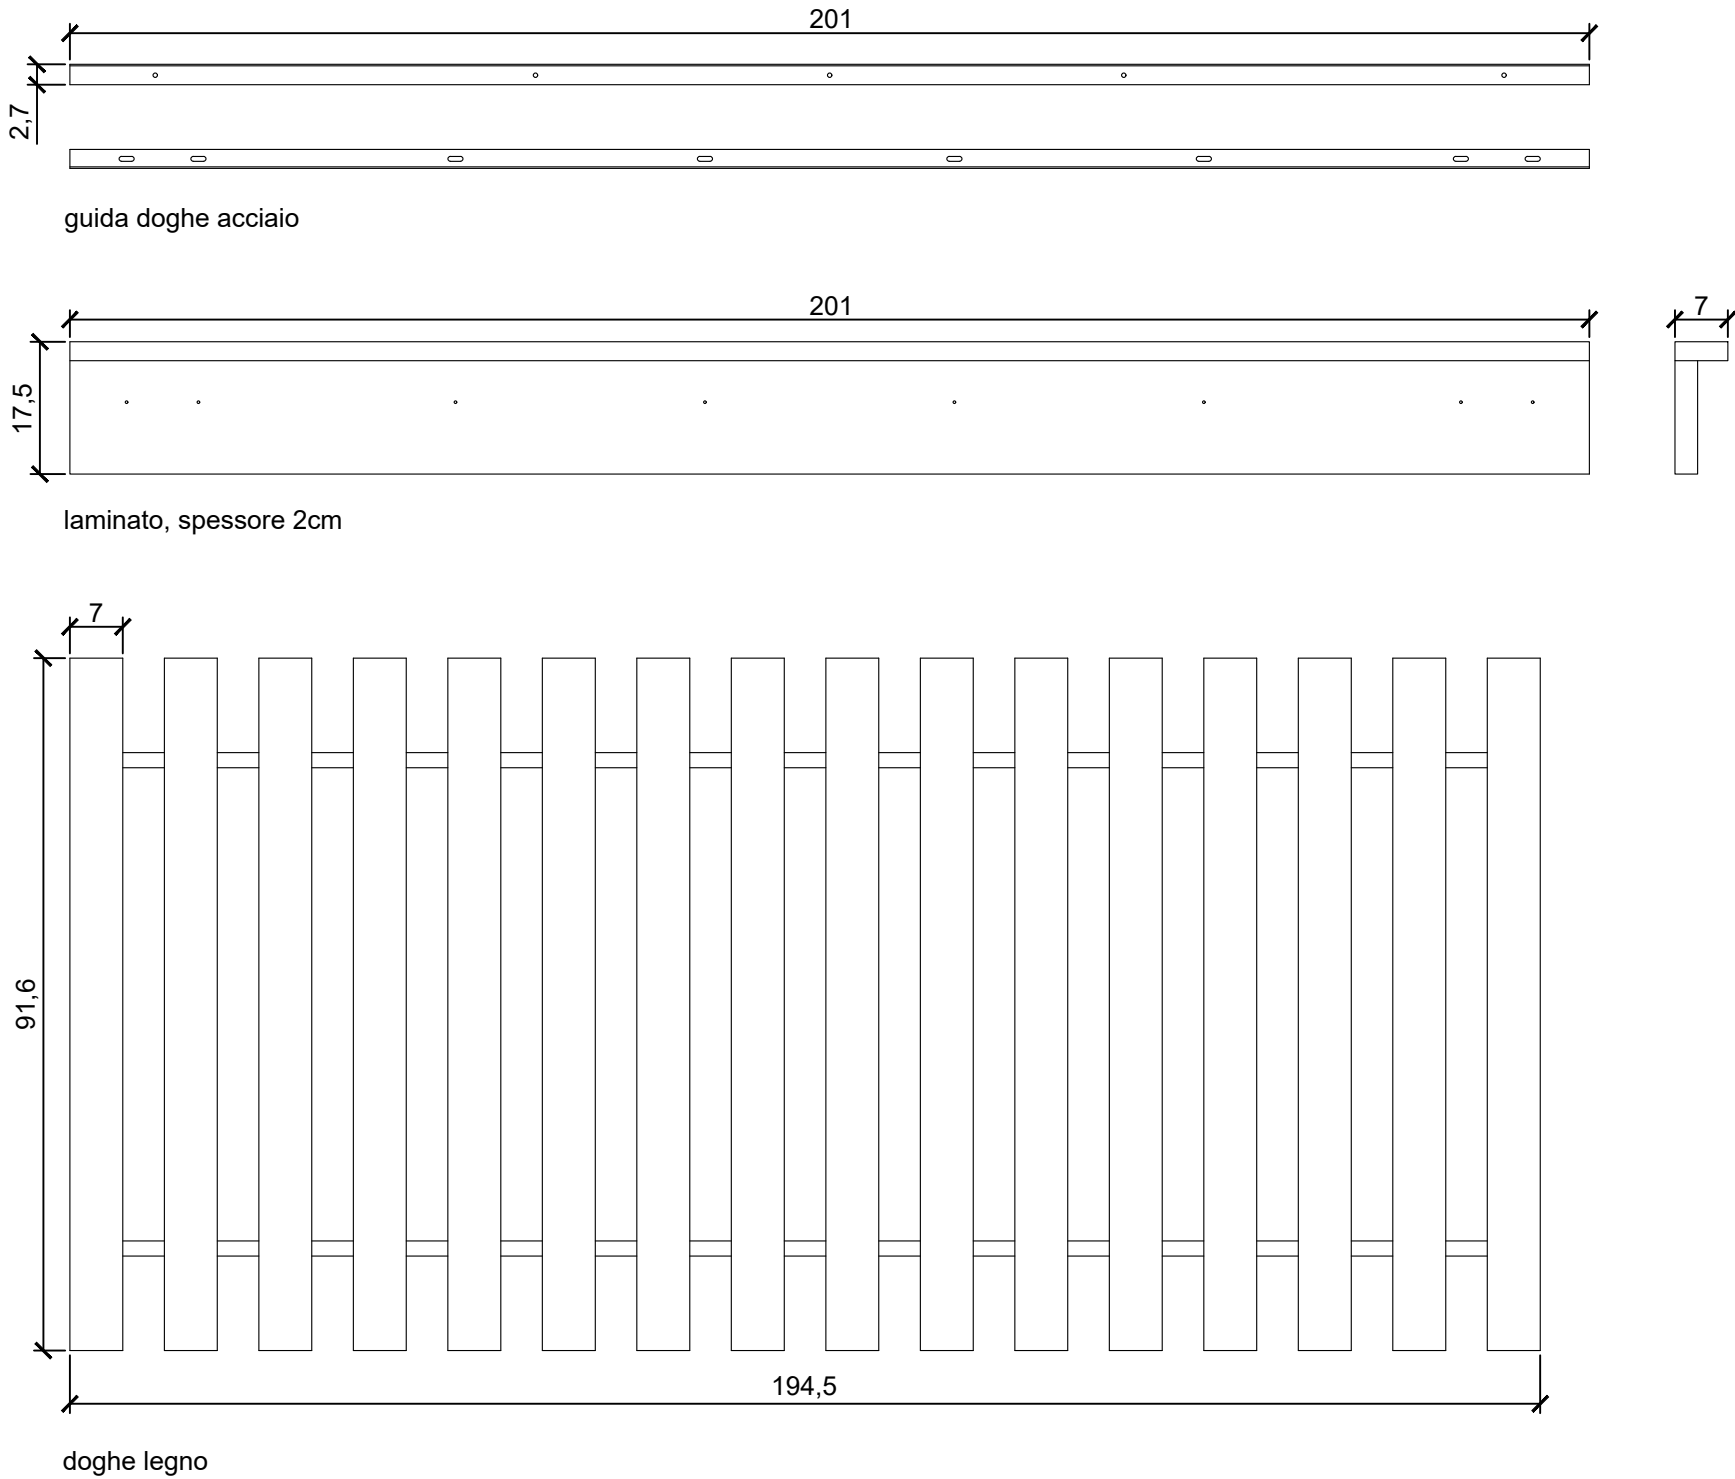 201
2,7
guida doghe acciaio
201
7
17,5
laminato, spessore 2cm
7
91,6
194,5
doghe legno